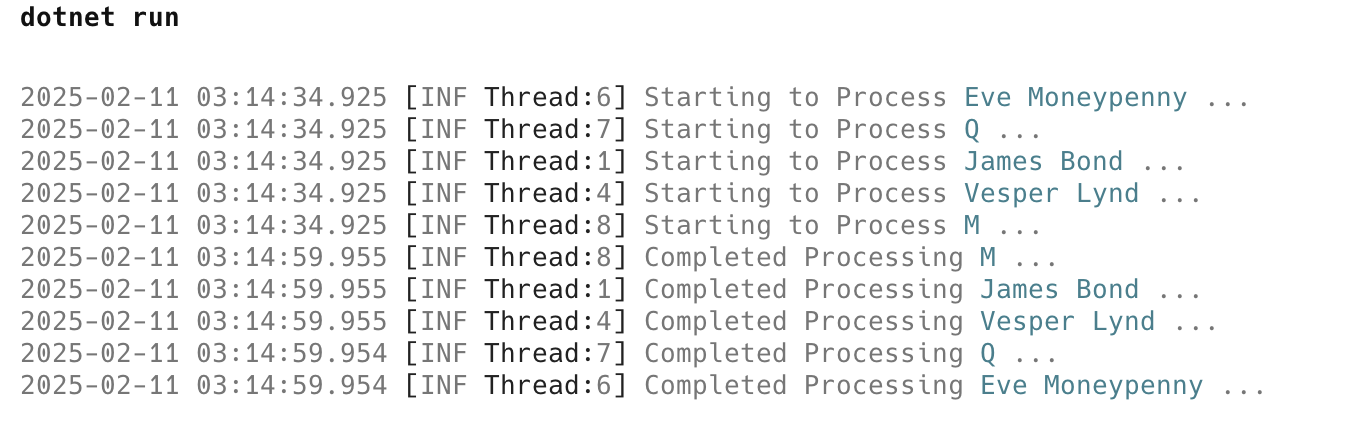 dotnet run
2025-02-11 03:14:34.925 [INF Thread:6] Starting to Process Eve Moneypenny ...
2025-02-11 03:14:34.925 [INF Thread:7] Starting to Process Q ...
2025-02-11 03:14:34.925 [INF Thread:1] Starting to Process James Bond ...
2025-02-11 03:14:34.925 [INF Thread:4] Starting to Process Vesper Lynd ...
2025-02-11 03:14:34.925 [INF Thread:8] Starting to Process M ...
2025-02-11 03:14:59.955 [INF Thread:8] Completed Processing M ...
2025-02-11 03:14:59.955 [INF Thread:1] Completed Processing James Bond ...
2025-02-11 03:14:59.955 [INF Thread:4] Completed Processing Vesper Lynd ...
2025-02-11 03:14:59.954 [INF Thread:7] Completed Processing Q ...
2025-02-11 03:14:59.954 [INF Thread:6] Completed Processing Eve Moneypenny ...